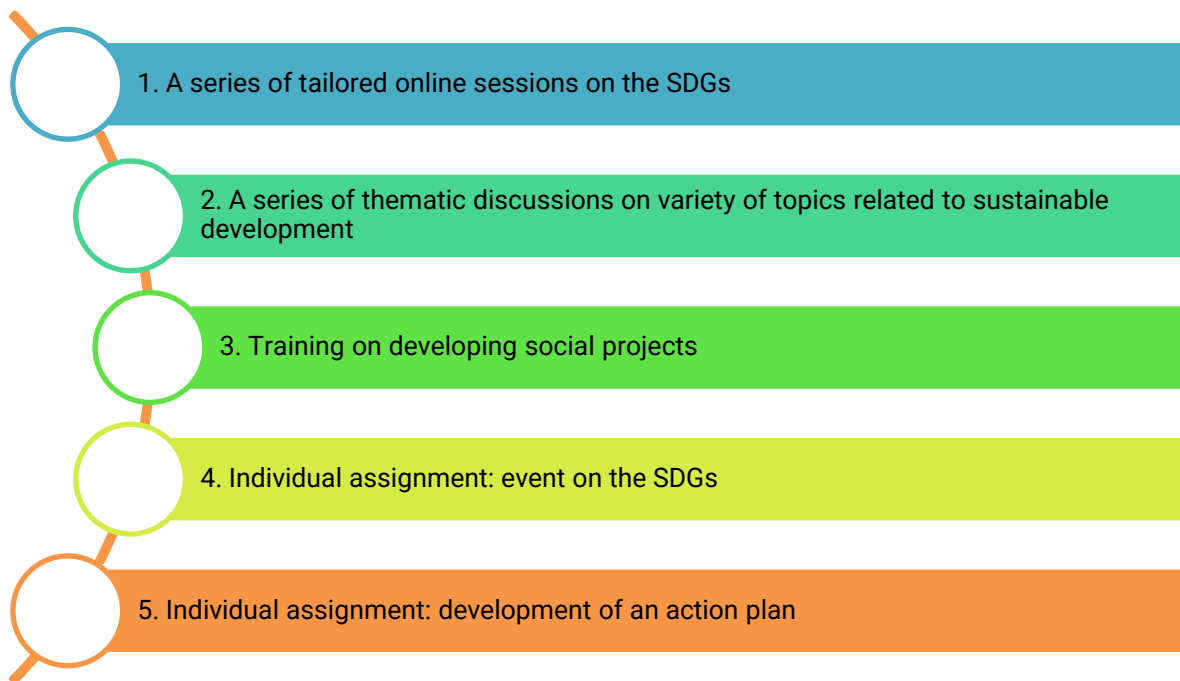 1. A series of tailored online sessions on the SDGs
2. A series of thematic discussions on variety of topics related to sustainable
development
3. Training on developing social projects
4. Individual assignment: event on the SDGs
5. Individual assignment: development of an action plan